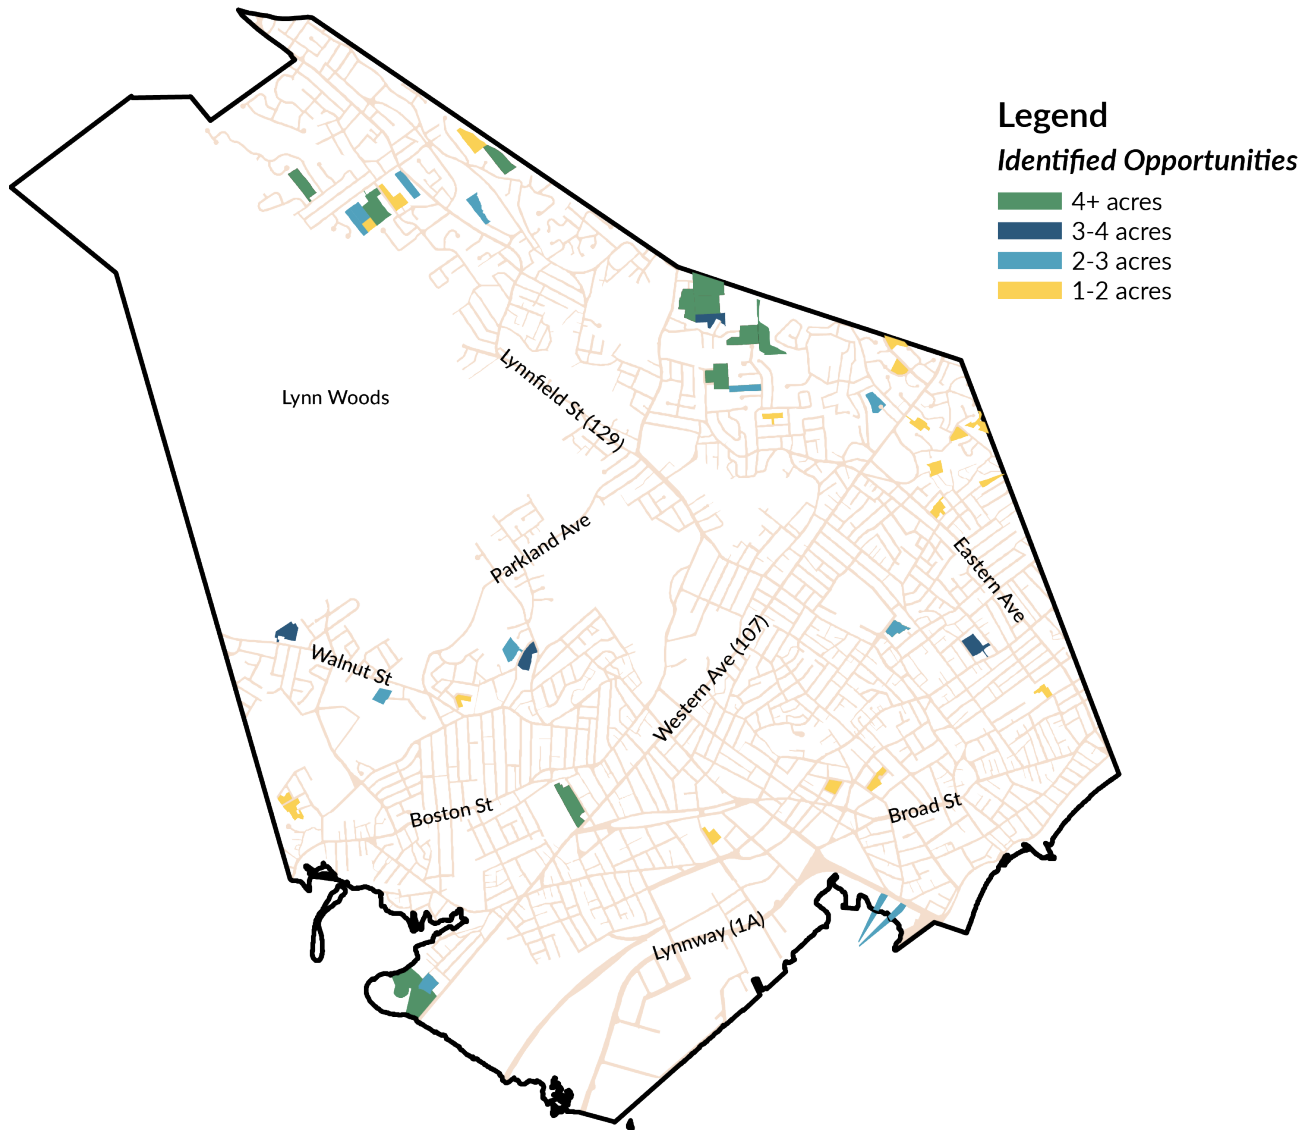 Legend
Identified Opportunities
4+ acres
3-4 acres
2-3 acres
1-2 acres
Lynn Woods
Lynnfield St (129)
Parkland Ave
Eastern Ave
Walnut St
Western Ave (107)
Boston St
Broad St
Lynnway (1A)